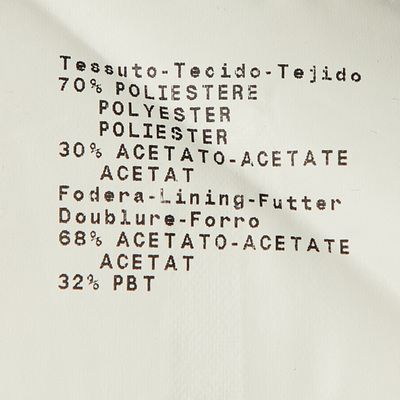 Tessuto-Tecido-Tejido
70% POLIESTERE
POLYESTER
POLIESTER
30% ACETATO-ACETATE
ACETAT
Fodera-Lining-Futter
Doublure-Forro
68% ACETATO-ACETATE
ACETAT
32% PBT